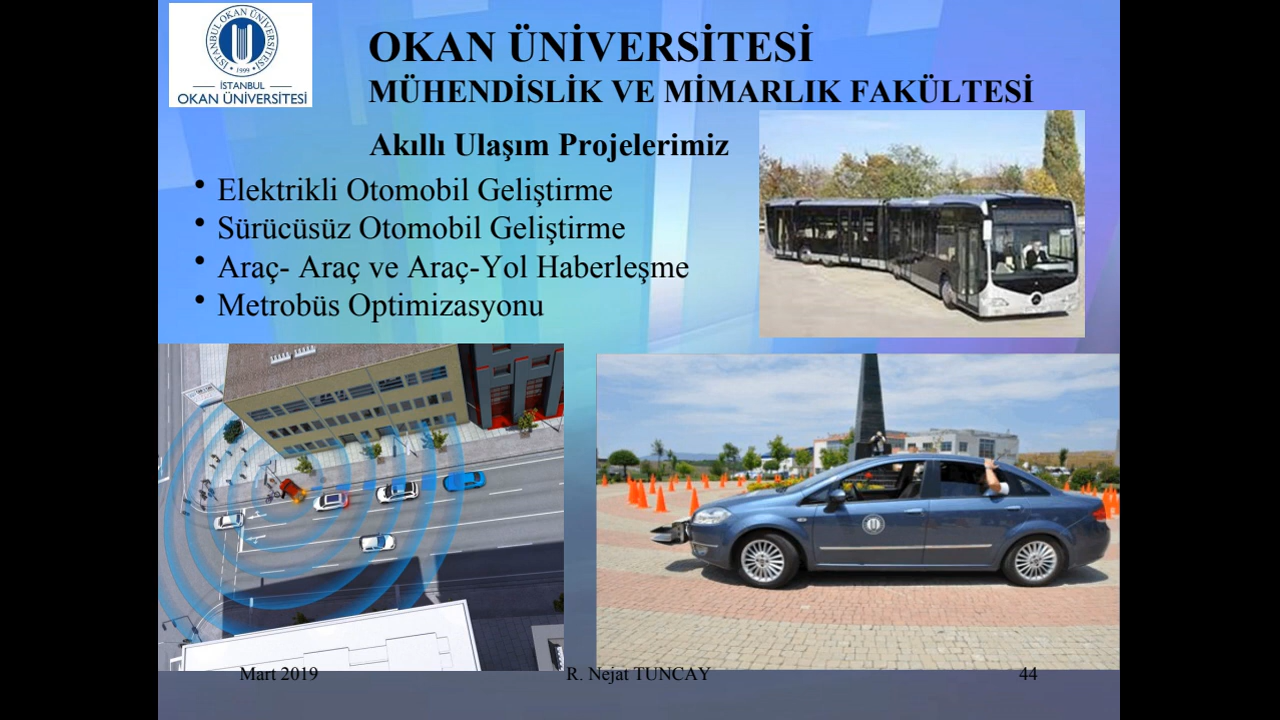 İSTANBUL OKAN ÜNİVERSİTESİ
1999
İSTANBUL
OKAN ÜNİVERSİTESİ
OKAN ÜNİVERSİTESİ
MÜHENDİSLİK VE MİMARLIK FAKÜLTESİ
Akıllı Ulaşım Projelerimiz
• Elektrikli Otomobil Geliştirme
• Sürücüsüz Otomobil Geliştirme
• Araç- Araç ve Araç-Yol Haberleşme
• Metrobüs Optimizasyonu
Mart 2019
R. Nejat TUNCAY
44